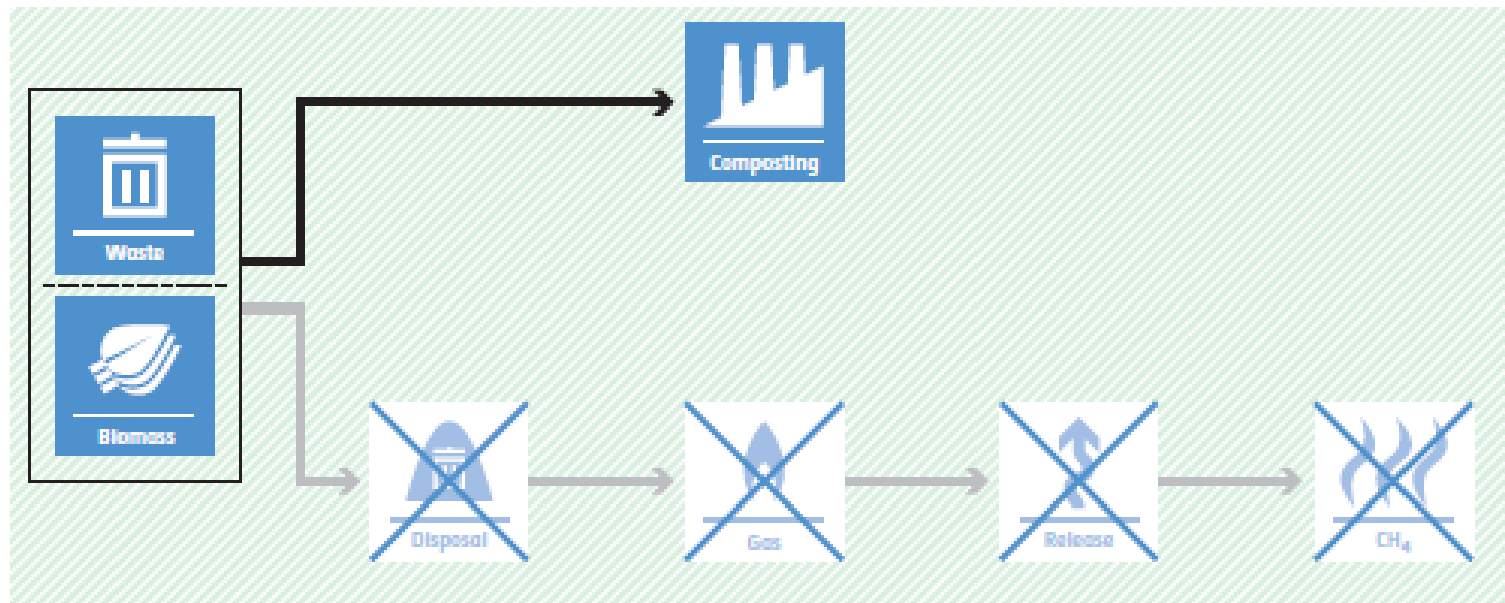 Composting
Waste
Biomass
Disposal
Gas
Release
CH₄